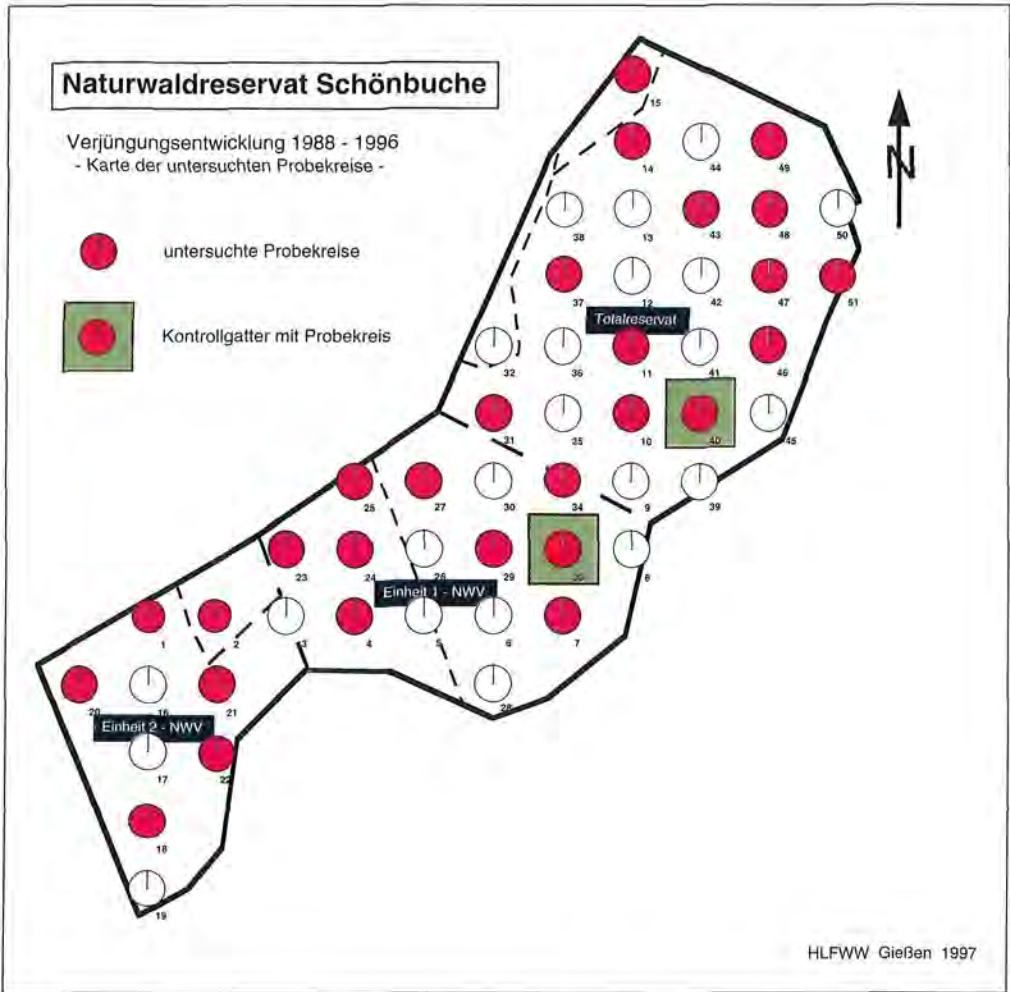 Naturwaldreservat Schönbuche
Verjüngungsentwicklung 1988 - 1996
- Karte der untersuchten Probekreise -
untersuchte Probekreise
Kontrollgatter mit Probekreis
N
15
14 44 49
38 13 43 48 50
37 12 42 47 51
Totalreservat
32 36 11 41 46
31 25 10 40 45
25 27 30 34 9 39
23 24 26 29 8
Einheit 1 - NWV
1 2 3 4 5 6 7
20 16 21 28
Einheit 2 - NWV
17 22
18
19
HLFWW Gießen 1997